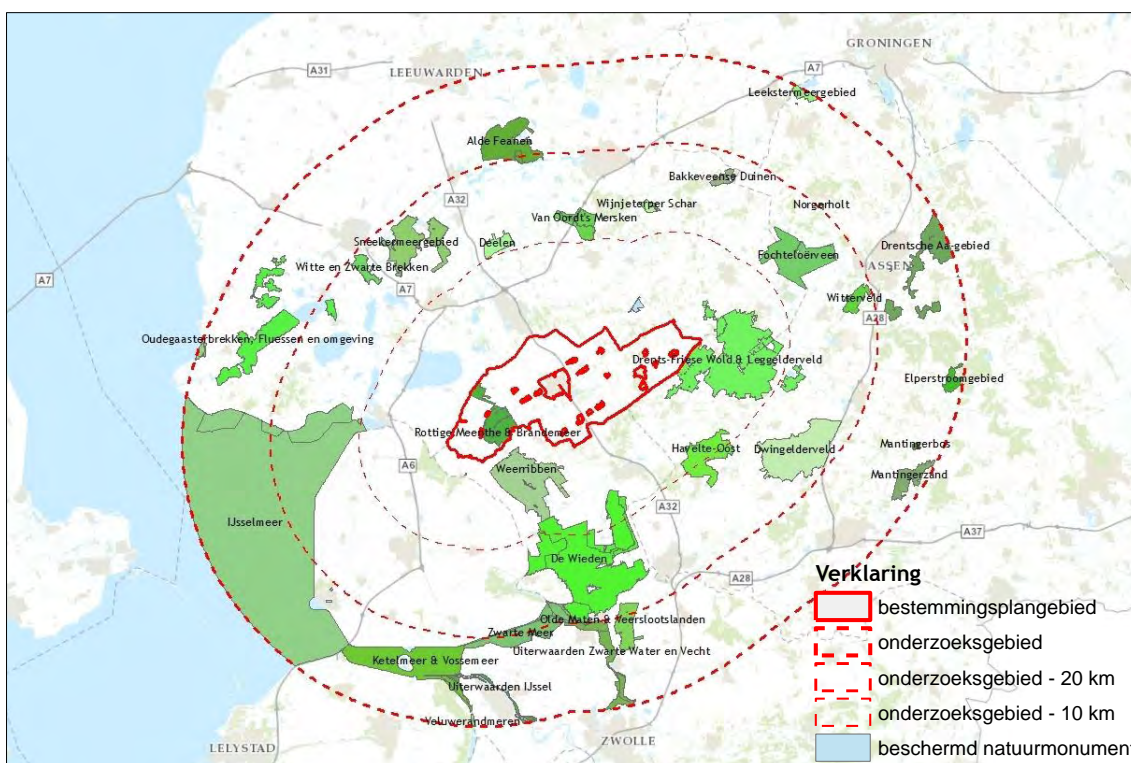 GRONINGEN
A7
A31
LEEUWARDEN
Leekstermeergebied
Alde Feanen
Bakkeveense Duinen
A32
Wijnjeterper Schar
Norgerholt
Van Oordt's Mersken
Sneekermeergebied
Deelen
Drentsche Aa-gebied
Fochteloërveen
ASSEN
Witte en Zwarte Brekken
A7
A7
Witterveld
A28
Oudegaasterbrekken, Fluessen en omgeving
Drents-Friese Wold & Leggelderveld
Elperstroomgebied
Rottige Meenthe & Brandemeer
Havelte-Oost
Dwingelderveld
Mantingerbos
A6
Weerribben
Mantingerzand
A32
IJsselmeer
A37
De Wieden
A28
Verklaring
bestemmingsplangebied
Olde Maten & Veerslootslanden
Zwarte Meer
onderzoeksgebied
Uiterwaarden Zwarte Water en Vecht
Ketelmeer & Vossemeer
onderzoeksgebied - 20 km
Uiterwaarden IJssel
onderzoeksgebied - 10 km
Veluwerandmeren
ZWOLLE
LELYSTAD
beschermd natuurmonument